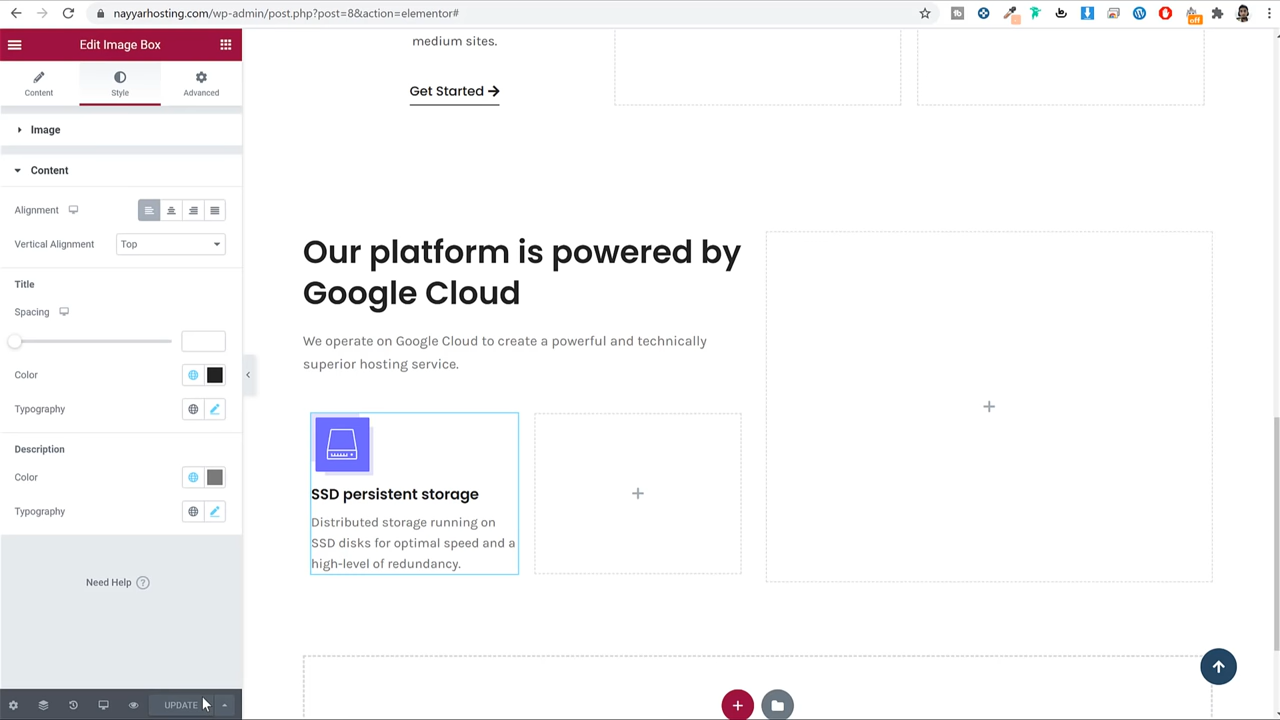 nayyarhosting.com/wp-admin/post.php?post=8&action=elementor#
off
Edit Image Box
Content
Style
Advanced
Image
Content
Alignment
Vertical Alignment
Top
Title
Spacing
Color
Typography
Description
Color
Typography
Need Help
?
UPDATE
medium sites.
Get Started
Our platform is powered by
Google Cloud
We operate on Google Cloud to create a powerful and technically
superior hosting service.
SSD persistent storage
Distributed storage running on
SSD disks for optimal speed and a
high-level of redundancy.